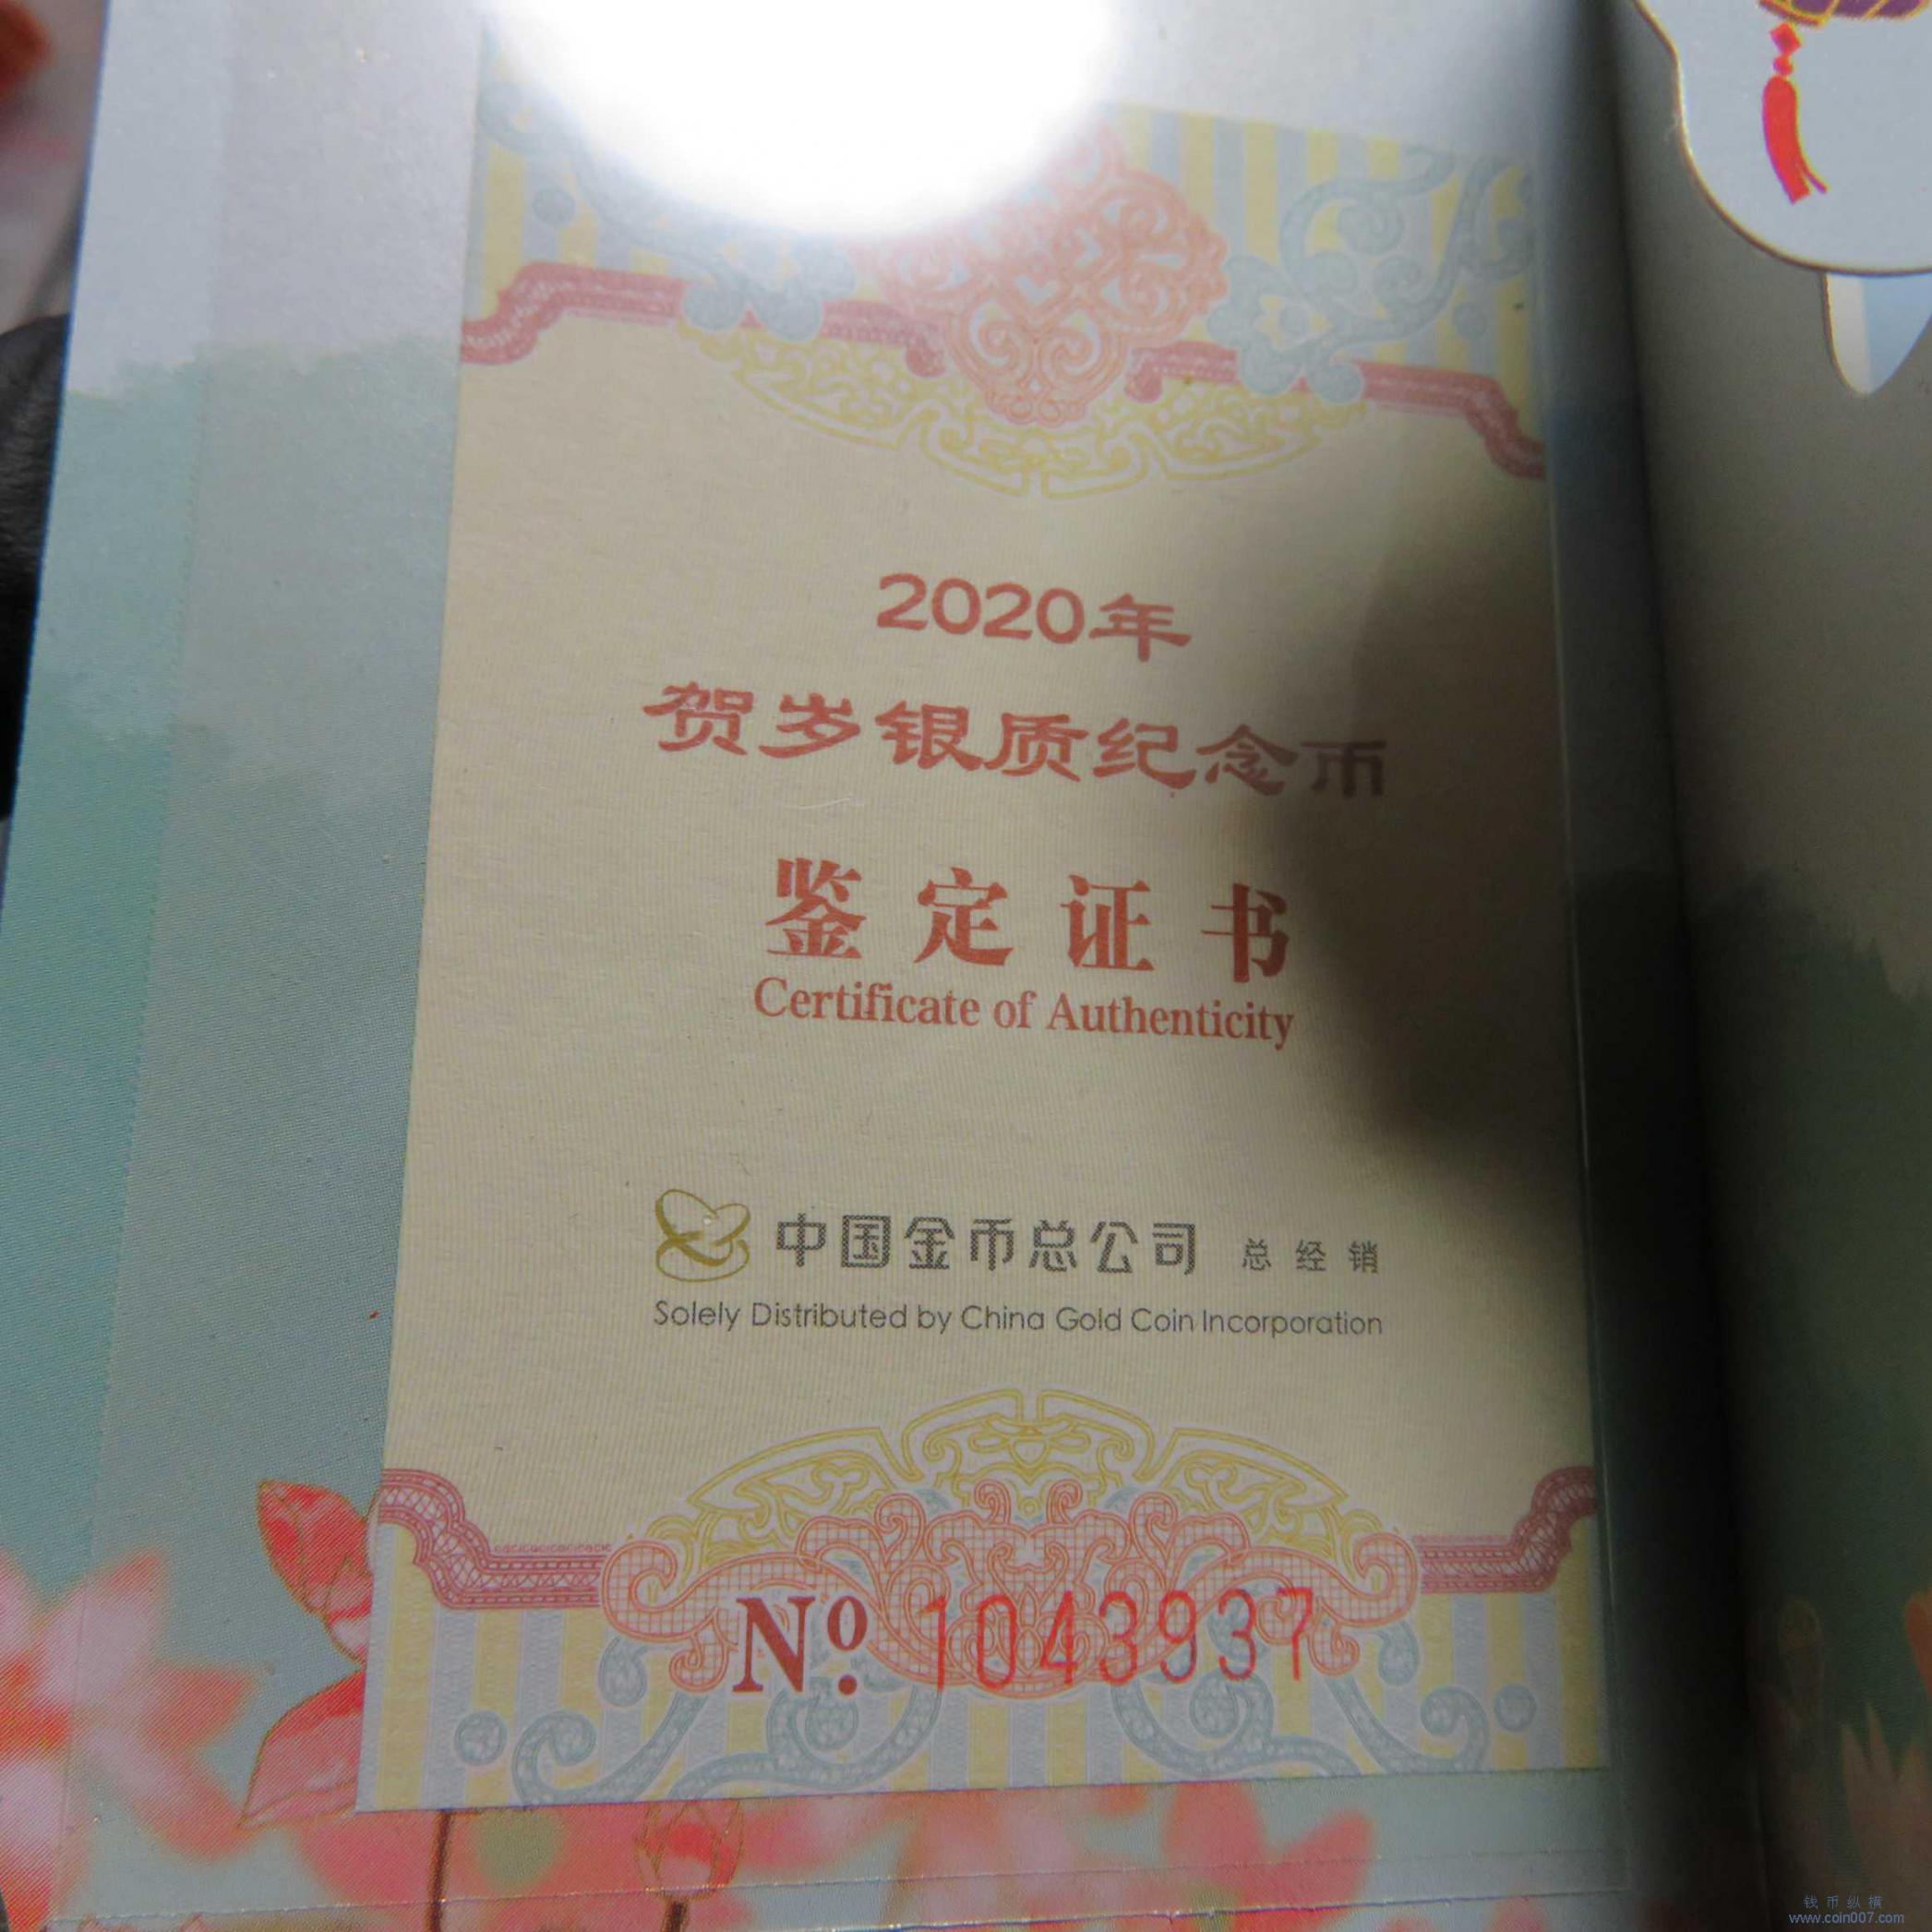 2020年
贺岁银质纪念币
鉴定证书
Certificate of Authenticity
中国金币总公司 总经销
Solely Distributed by China Gold Coin Incorporation
Nº. 1043937
钱币纵横
www.coin007.com